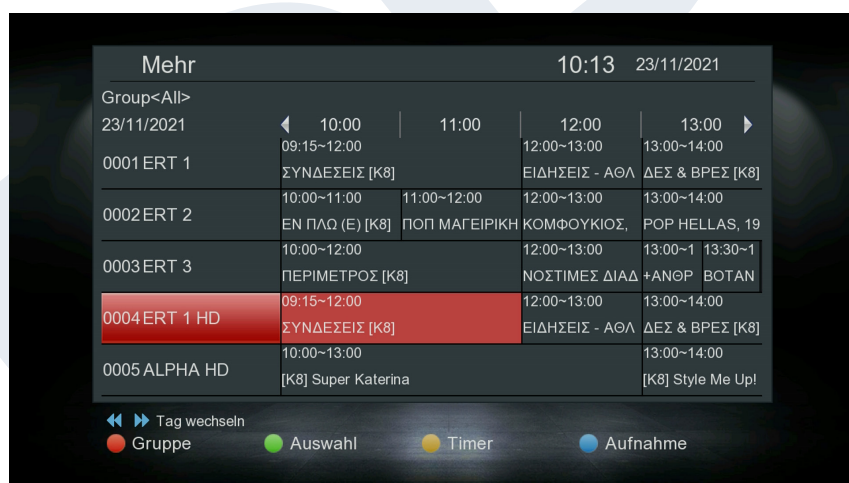 Mehr 10:13 23/11/2021
Group<All>
23/11/2021 10:00 11:00 12:00 13:00
09:15~12:00 12:00~13:00 13:00~14:00
0001 ERT 1
ΣΥΝΔΕΣΕΙΣ [K8] ΕΙΔΗΣΕΙΣ - ΑΘΛ ΔΕΣ & ΒΡΕΣ [K8]
10:00~11:00 11:00~12:00 12:00~13:00 13:00~14:00
0002 ERT 2
ΕΝ ΠΛΩ (Ε) [K8] ΠΟΠ ΜΑΓΕΙΡΙΚΗ ΚΟΜΦΟΥΚΙΟΣ, POP HELLAS, 19
10:00~12:00 12:00~13:00 13:00~1 13:30~1
0003 ERT 3
ΠΕΡΙΜΕΤΡΟΣ [K8] ΝΟΣΤΙΜΕΣ ΔΙΑΔ +ΑΝΘΡ ΒΟΤΑΝ
09:15~12:00 12:00~13:00 13:00~14:00
0004 ERT 1 HD
ΣΥΝΔΕΣΕΙΣ [K8] ΕΙΔΗΣΕΙΣ - ΑΘΛ ΔΕΣ & ΒΡΕΣ [K8]
10:00~13:00 13:00~14:00
0005 ALPHA HD
[K8] Super Katerina [K8] Style Me Up!
Tag wechseln
Gruppe Auswahl Timer Aufnahme